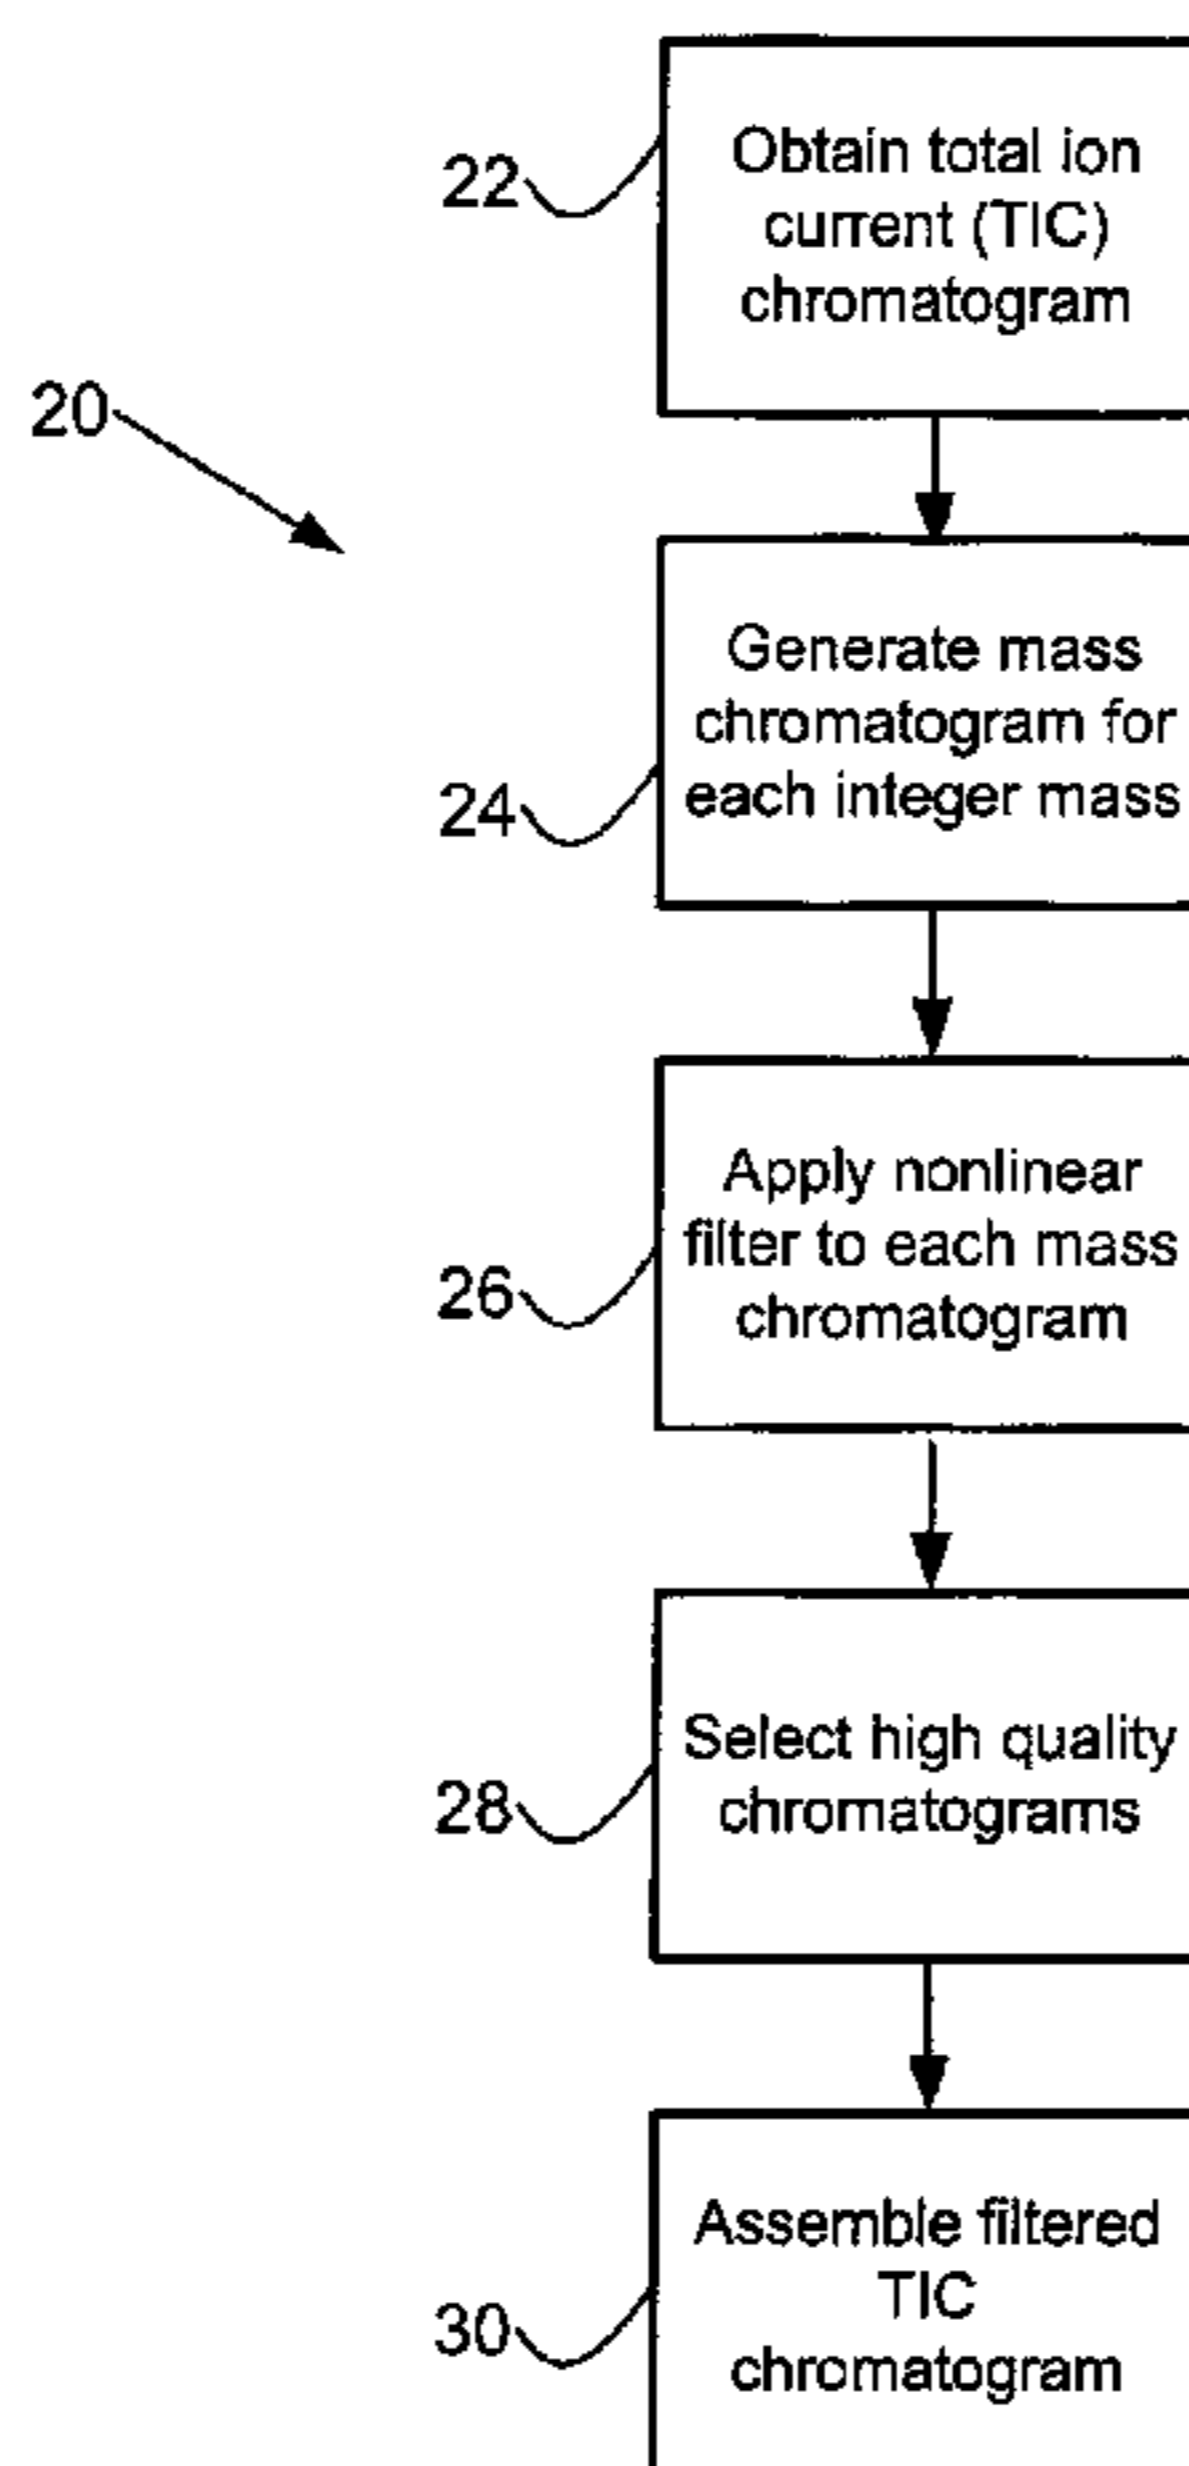 Obtain total ion
current (TIC)
chromatogram
22
20
Generate mass
chromatogram for
each integer mass
24
Apply nonlinear
filter to each mass
chromatogram
26
Select high quality
chromatograms
28
Assemble filtered
TIC
chromatogram
30